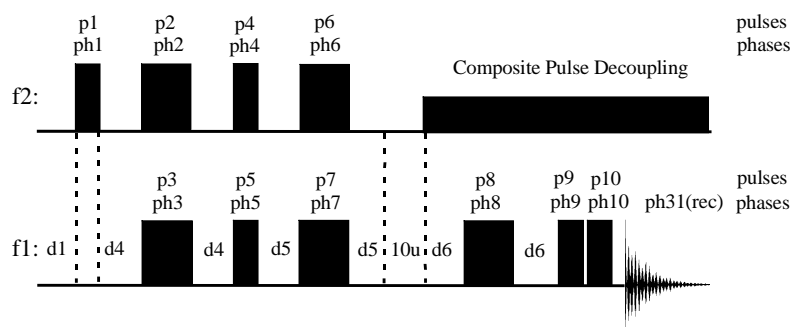 p1 p2 p4 p6 pulses
ph1 ph2 ph4 ph6 phases
Composite Pulse Decoupling
f2:
p3 p5 p7 p8 p9 p10 pulses
ph3 ph5 ph7 ph8 ph9 ph10 ph31(rec) phases
f1: d1 d4 d4 d5 d5 10u d6 d6